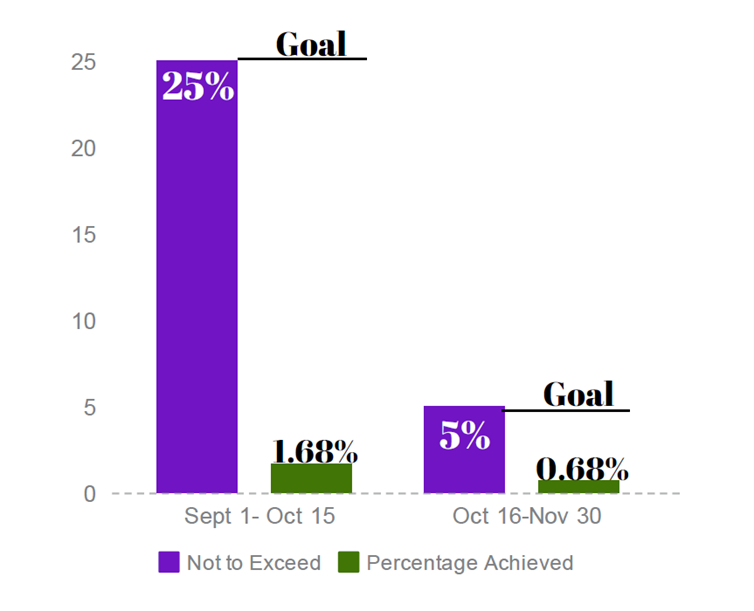 Goal
25
25%
20
15
10
Goal
5
5%
1.68%
0.68%
0
Sept 1- Oct 15 Oct 16-Nov 30
Not to Exceed Percentage Achieved